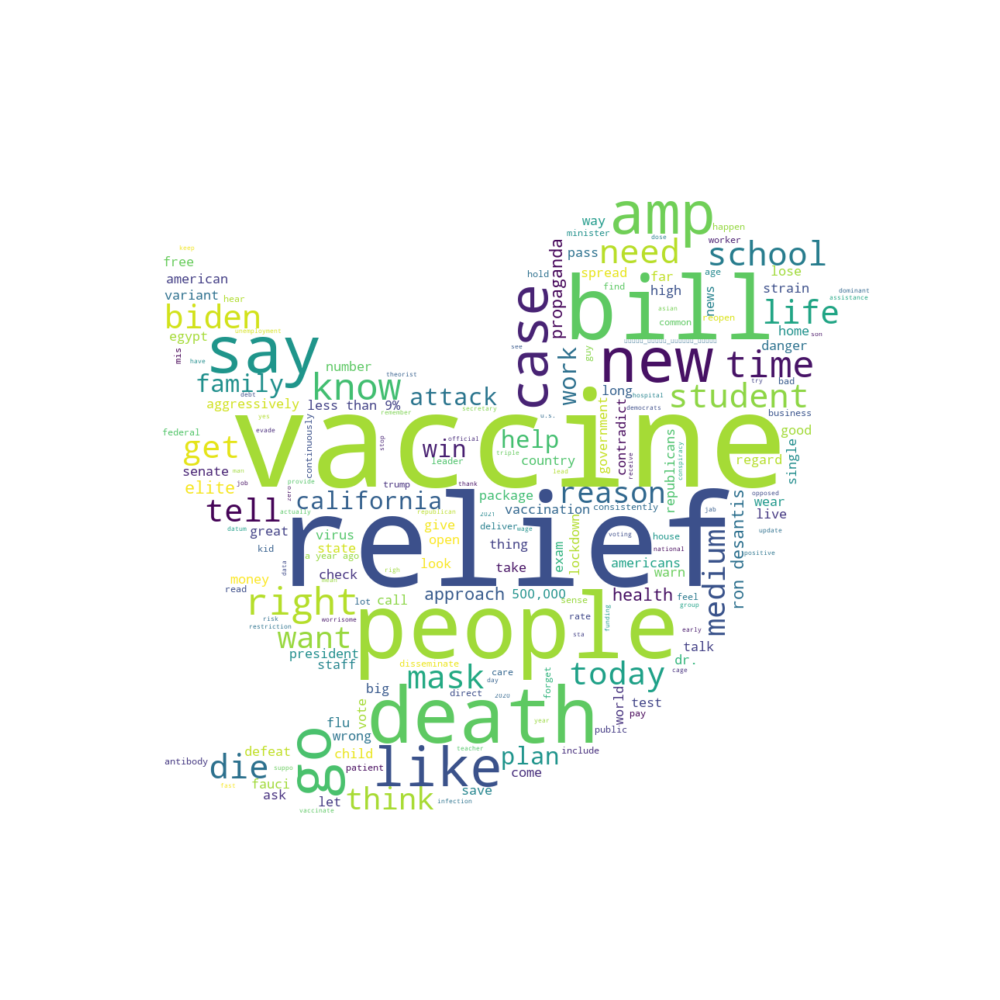 keep
amp
way
happen
free
minister
dose
worker
hear
american
pass
need
school
variant
hold
spread
far
age
lose
biden
propaganda
find
high
news
strain
dominant
unemployment
bill
reopen
assistance
egypt
case
asian
life
say
common
home
son
mis
have
number
see
guy
new
time
danger
family
know
theorist
work
try
bad
debt
attack
long
hospital
student
aggressively
less than 9%
secretary
democrats
business
yes
remember
u.s.
federal
evade
continuously
vaccine
good
get
stop
win
official
help
government
contradict
republicans
conspiracy
single
senate
leader
triple
country
lead
receive
regard
job
man
provide
trump
thank
reason
elite
zero
california
package
consistently
wear
opposed
tell
actually
republican
2021
vaccination
jab
live
datum
deliver
wage
voting
house
update
great
virus
relief
ron desantis
state
give
thing
exam
lockdown
national
medium
kid
a year ago
open
americans
positive
data
look
warn
money
check
righ
take
read
right
lot
call
approach
500,000
sense
health
feel
group
risk
restriction
worrisome
people
rate
funding
early
want
sta
talk
president
staff
disseminate
care
today
dr.
cage
big
mask
day
forget
world
test
vote
direct
2020
pay
flu
death
year
public
wrong
go
defeat
child
teacher
include
antibody
die
suppo
patient
like
plan
come
fauci
fair
save
ask
let
think
infection
vaccinate